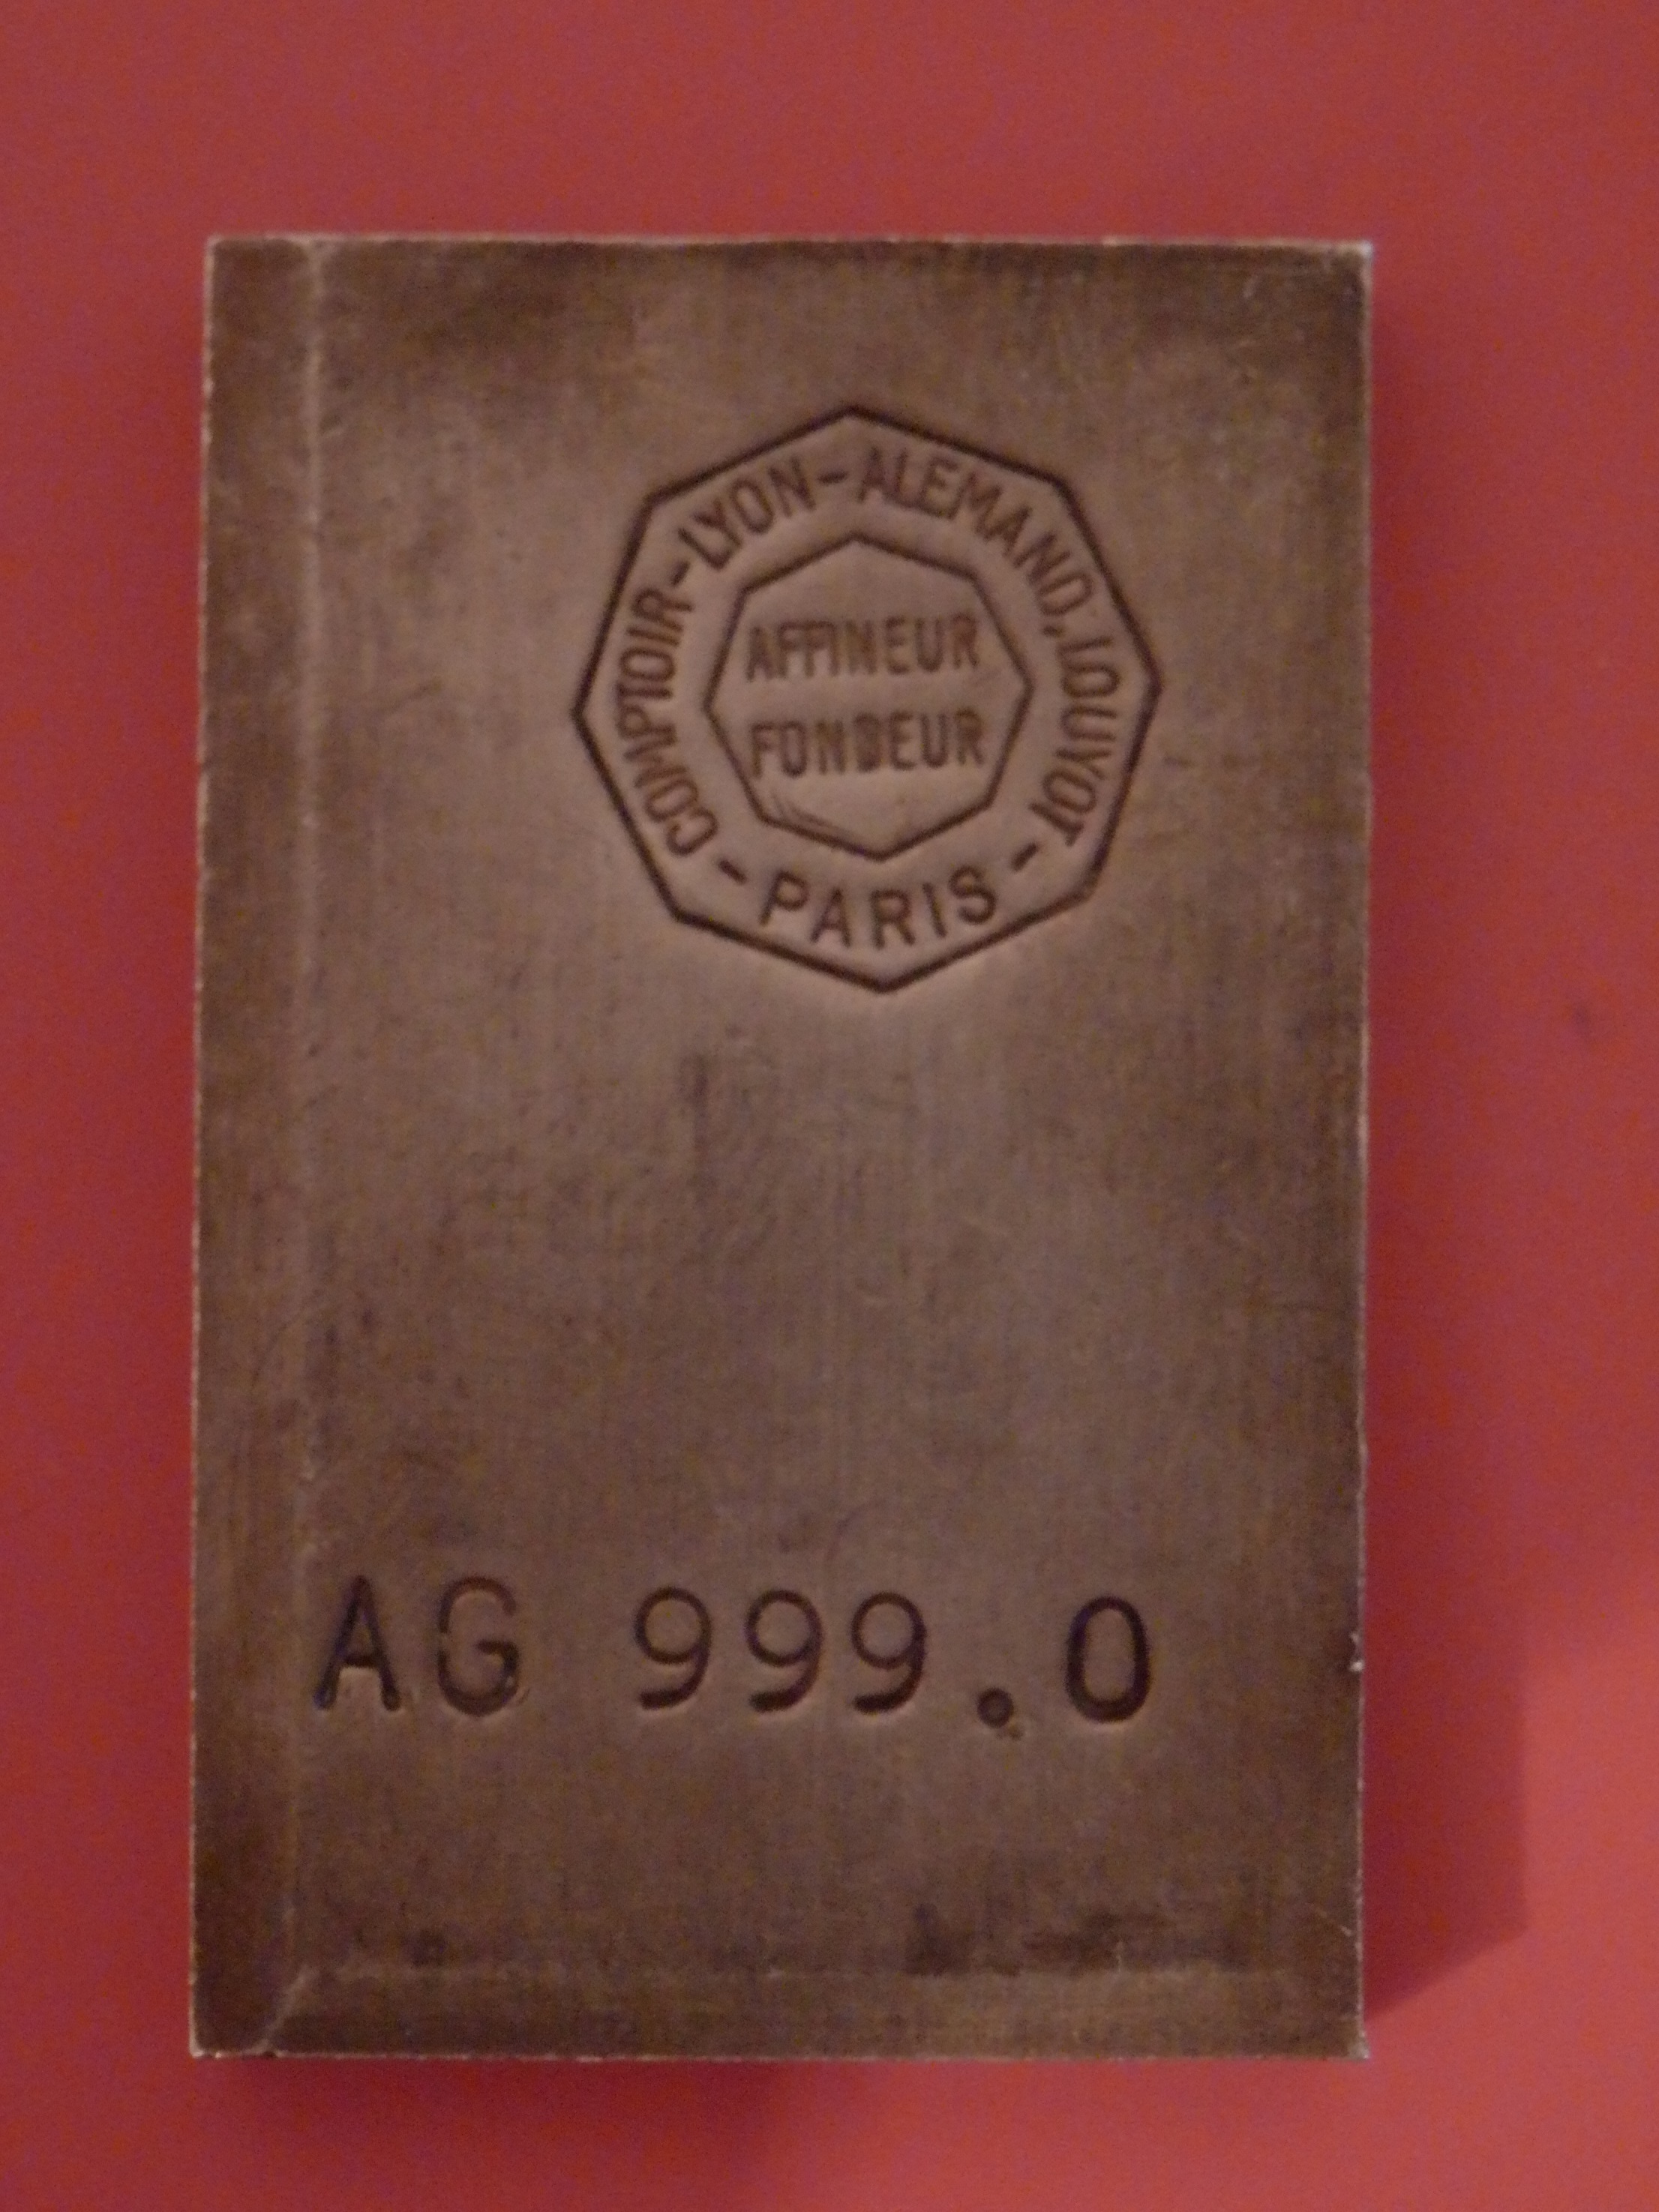 COMPTOIR-LYON-ALEMAND, LOUYOT
- PARIS -
AFFINEUR
FONDEUR
AG 999.0